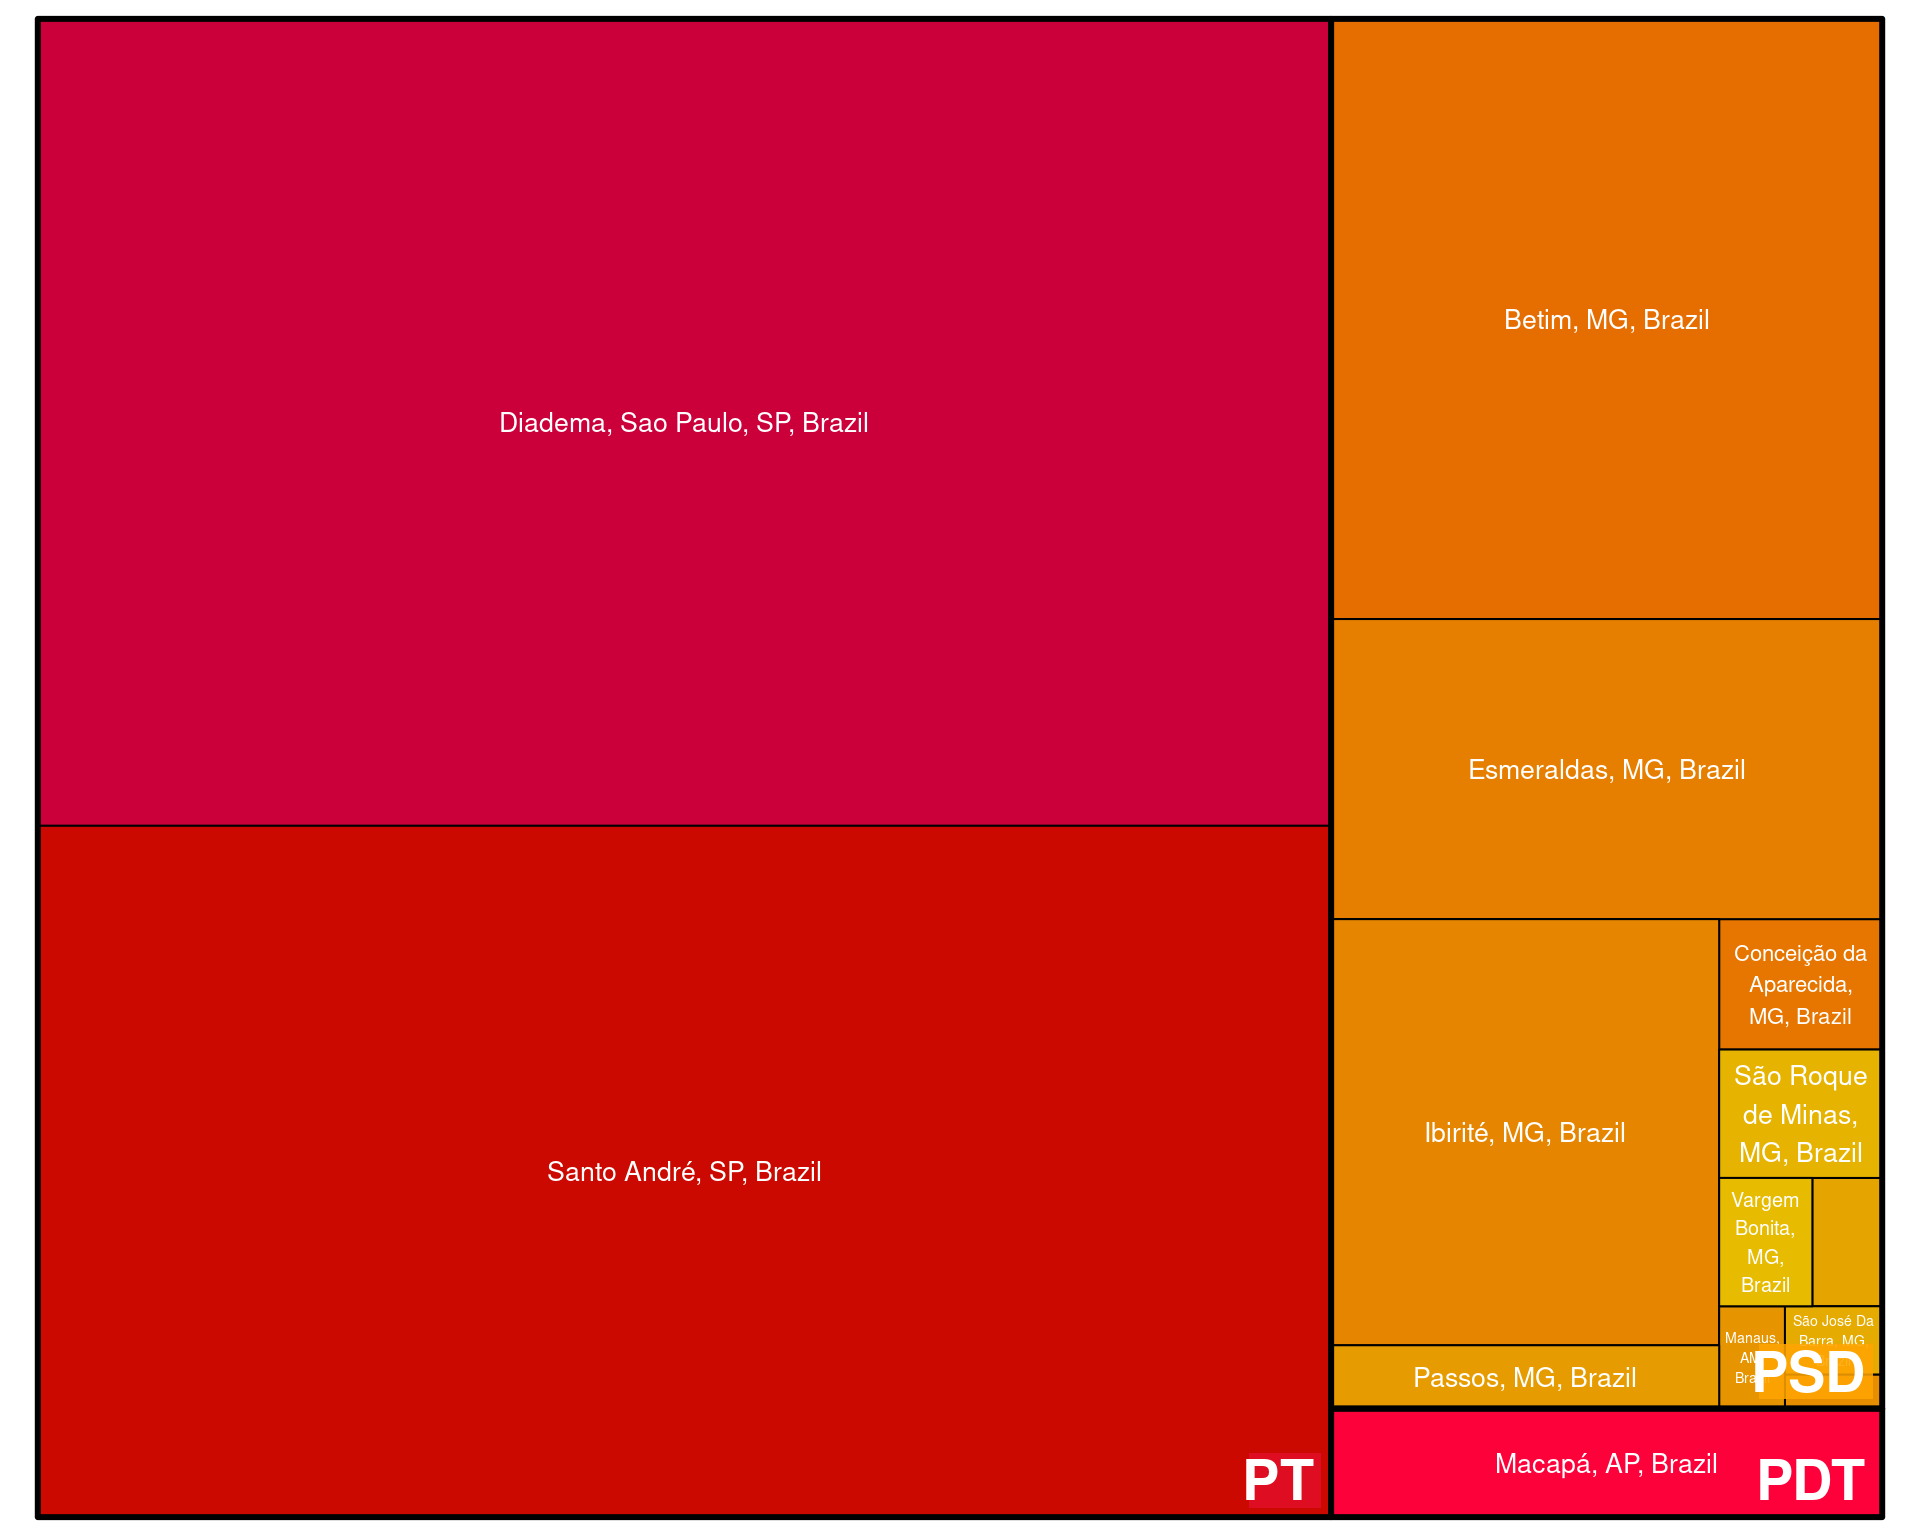 Diadema, Sao Paulo, SP, Brazil
Santo André, SP, Brazil
PT
Betim, MG, Brazil
Esmeraldas, MG, Brazil
Ibirité, MG, Brazil
Conceição da
Aparecida,
MG, Brazil
São Roque
de Minas,
MG, Brazil
Vargem
Bonita,
MG,
Brazil
Passos, MG, Brazil
Manaus,
São José Da
Barra, MG
PSD
Macapá, AP, Brazil
PDT